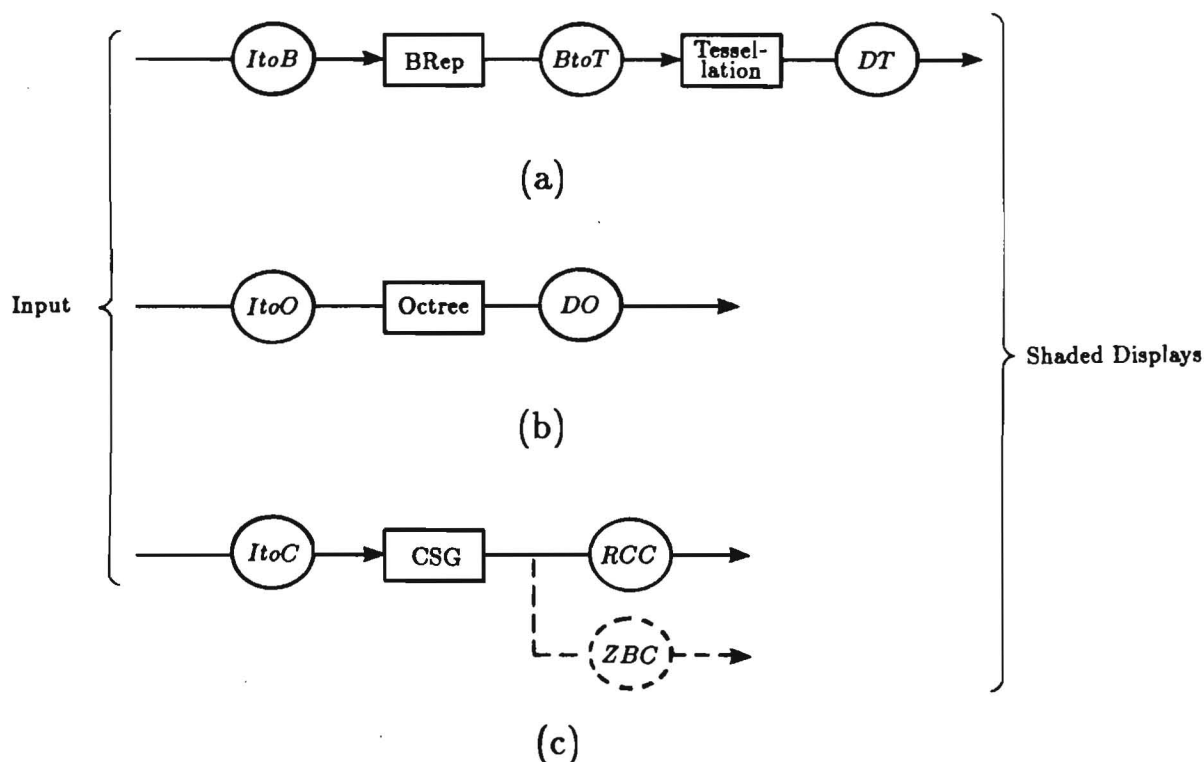 ItoB
BRep
BtoT
Tessel-
lation
DT
(a)
Input
ItoO
Octree
DO
Shaded Displays
(b)
ItoC
CSG
RCC
ZBC
(c)